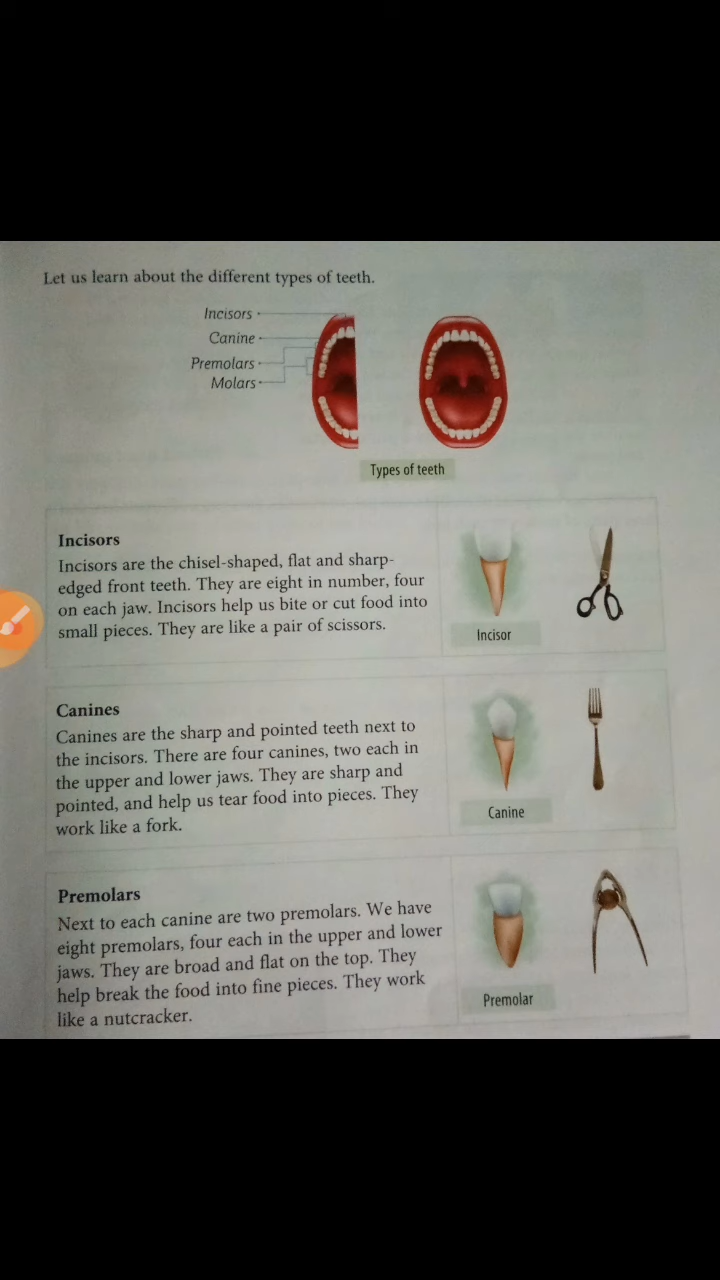 Let us learn about the different types of teeth.
Incisors
Canine
Premolars
Molars
Types of teeth
Incisors
Incisors are the chisel-shaped, flat and sharp-
edged front teeth. They are eight in number, four
on each jaw. Incisors help us bite or cut food into
small pieces. They are like a pair of scissors.
Incisor
Canines
Canines are the sharp and pointed teeth next to
the incisors. There are four canines, two each in
the upper and lower jaws. They are sharp and
pointed, and help us tear food into pieces. They
work like a fork.
Canine
Premolars
Next to each canine are two premolars. We have
eight premolars, four each in the upper and lower
jaws. They are broad and flat on the top. They
help break the food into fine pieces. They work
like a nutcracker.
Premolar